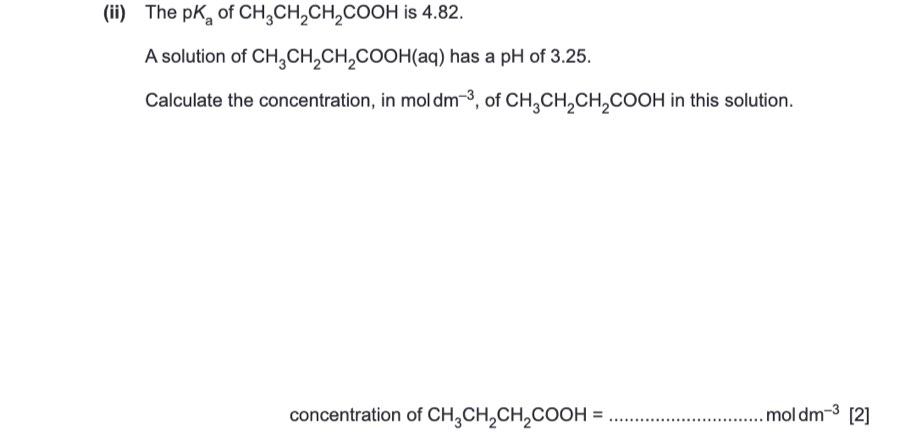 (ii) The pKₐ of CH₃CH₂CH₂COOH is 4.82.
A solution of CH₃CH₂CH₂COOH(aq) has a pH of 3.25.
Calculate the concentration, in mol dm⁻³, of CH₃CH₂CH₂COOH in this solution.
concentration of CH₃CH₂CH₂COOH = .............................. mol dm⁻³ [2]